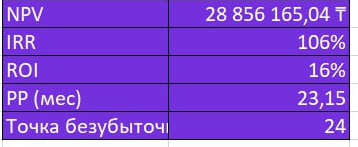 NPV 28 856 165,04 ₸
IRR 106%
ROI 16%
PP (мес) 23,15
Точка безубыточ 24